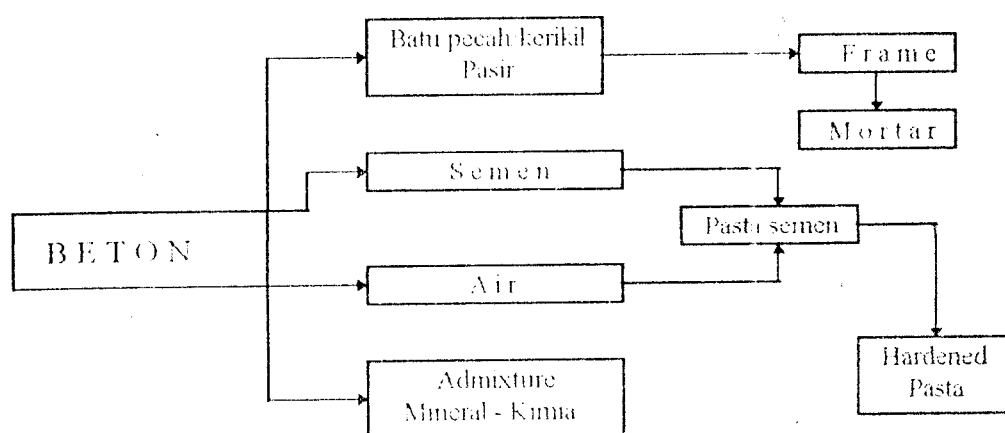 Batu pecah kerikil
Pasir
Frame
Mortar
Semen
BETON
Pasta semen
Air
Admixture
Mineral - Kimia
Hardened
Pasta